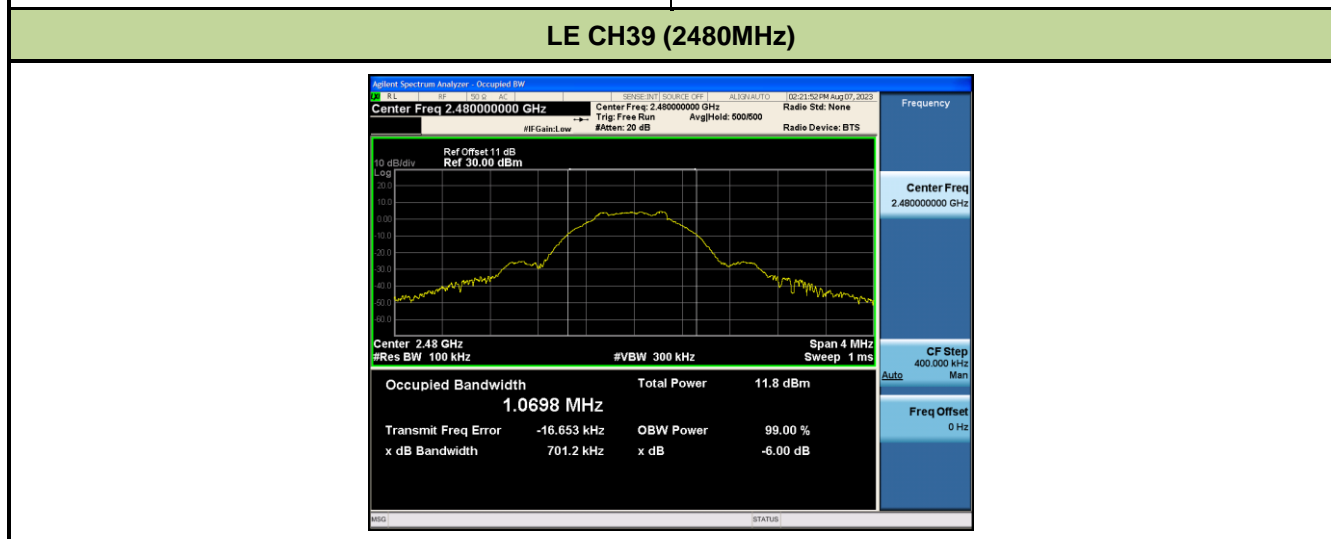 LE CH39 (2480MHz)
Agilent Spectrum Analyzer - Occupied BW
RL RF 50 Ω AC SENSE:INT SOURCE OFF ALIGNAUTO 02:21:52 PM Aug 07, 2023
Center Freq 2.480000000 GHz
Center Freq: 2.480000000 GHz Radio Std: None
Trig: Free Run Avg|Hold: 500/500
#IFGain:Low #Atten: 20 dB Radio Device: BTS
Ref Offset 11 dB
10 dB/div Ref 30.00 dBm
Log
20.0
10.0
0.00
-10.0
-20.0
-30.0
-40.0
-50.0
-60.0
Center 2.48 GHz Span 4 MHz
#Res BW 100 kHz #VBW 300 kHz Sweep 1 ms
Occupied Bandwidth Total Power 11.8 dBm
1.0698 MHz
Transmit Freq Error -16.653 kHz OBW Power 99.00 %
x dB Bandwidth 701.2 kHz x dB -6.00 dB
MSG STATUS
Frequency
Center Freq
2.480000000 GHz
CF Step
400.000 kHz
Auto Man
Freq Offset
0 Hz